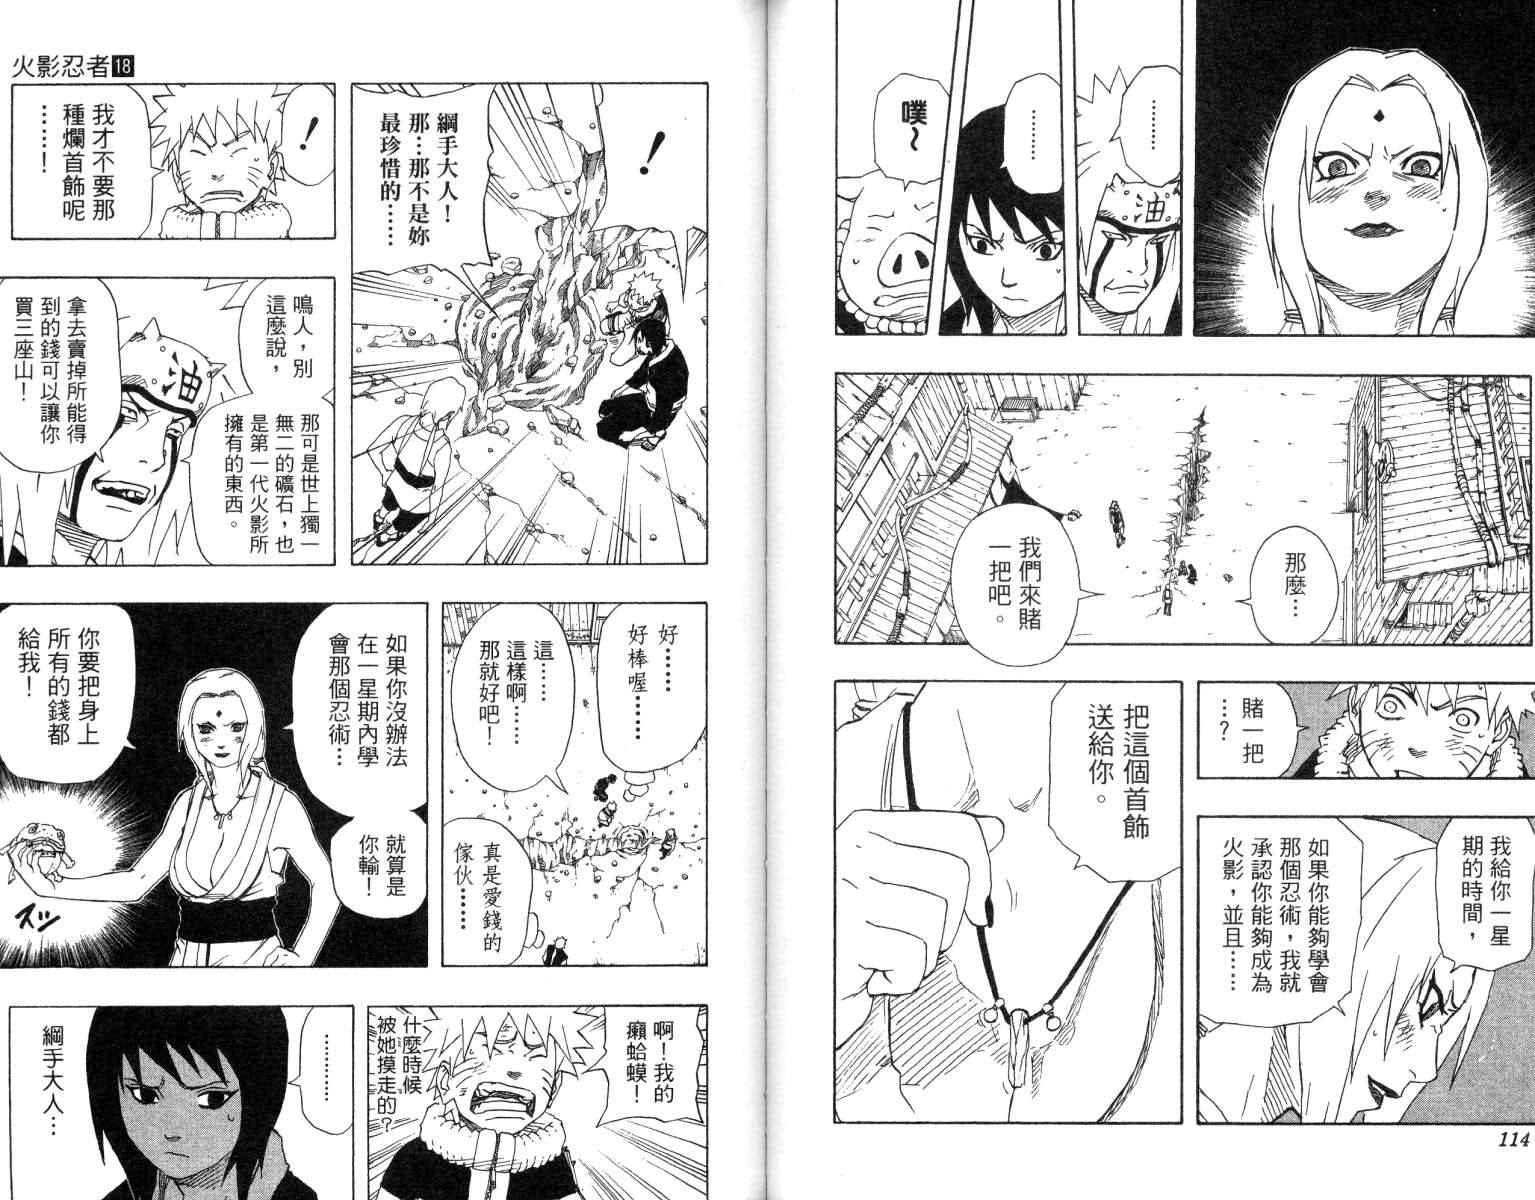 油
………
………
噗～
那麼…
我們來賭
一把吧。
賭一把
…？
把這個首飾
送給你。
我給你一星
期的時間，
如果你能夠學會
那個忍術，我就
承認你能夠成為
火影，並且……
114
火影忍者18
！
綱手大人！
那…那不是妳
最珍惜的……
！
我才不要那
種爛首飾呢
……！
油
鳴人，別
這麼說，
那可是世上獨一
無二的礦石，也
是第一代火影所
擁有的東西。
拿去賣掉所能得
到的錢可以讓你
買三座山！
好……
好棒喔……
這……
這樣啊……
那就好吧！
真是愛錢的
傢伙……
如果你沒辦法
在一星期內學
會那個忍術…
就算是
你輸！
你要把身上
所有的錢都
給我！
スッ
啊！我的
癩蛤蟆！
什麼時候
被她摸走的？
………
綱手大人…